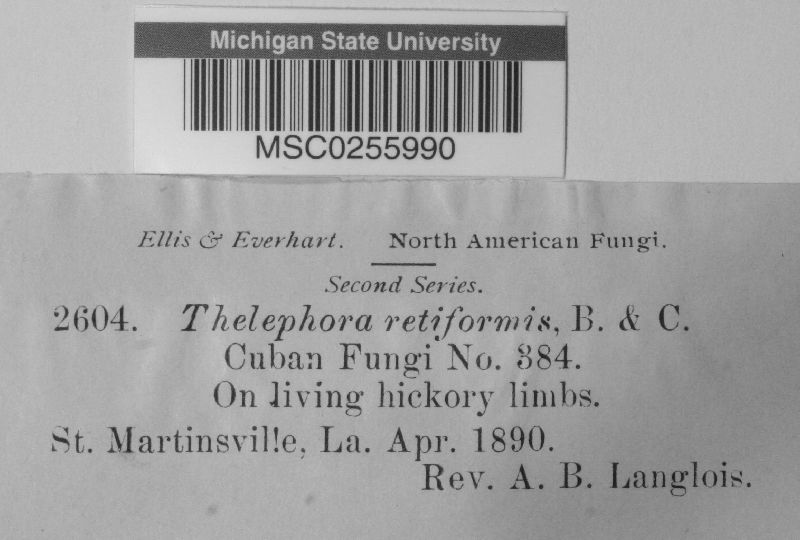 Michigan State University
MSC0255990
Ellis & Everhart. North American Fungi.
Second Series.
2604. Thelephora retiformis, B. & C.
Cuban Fungi No. 384.
On living hickory limbs.
St. Martinsville, La. Apr. 1890.
Rev. A. B. Langlois.